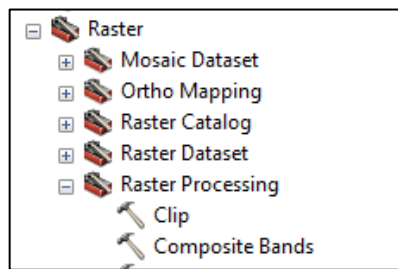 Raster
Mosaic Dataset
Ortho Mapping
Raster Catalog
Raster Dataset
Raster Processing
Clip
Composite Bands